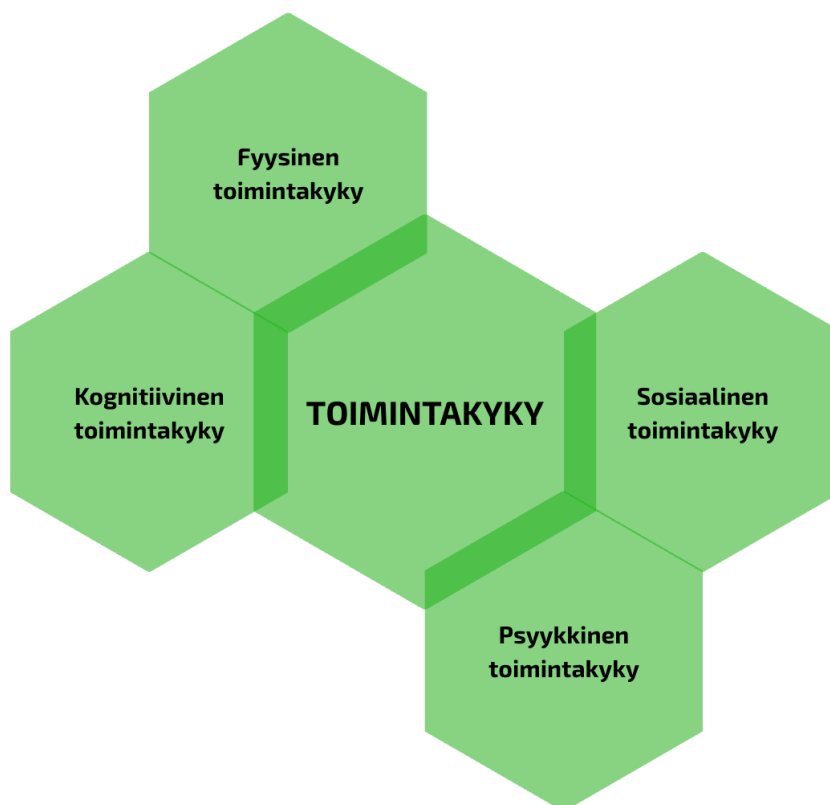 Fyysinen
toimintakyky
Kognitiivinen
toimintakyky
TOIMINTAKYKY
Sosiaalinen
toimintakyky
Psyykkinen
toimintakyky